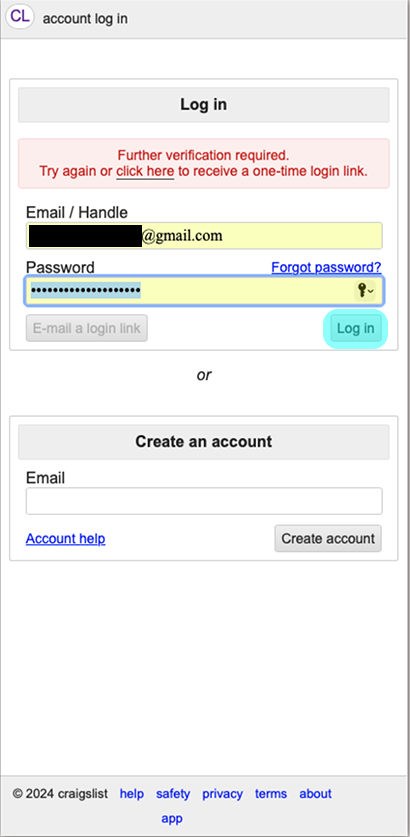 CL account log in
Log in
Further verification required.
Try again or click here to receive a one-time login link.
Email / Handle
@gmail.com
Password Forgot password?
••••••••••••••••••••
E-mail a login link Log in
or
Create an account
Email
Account help Create account
© 2024 craigslist help safety privacy terms about
app